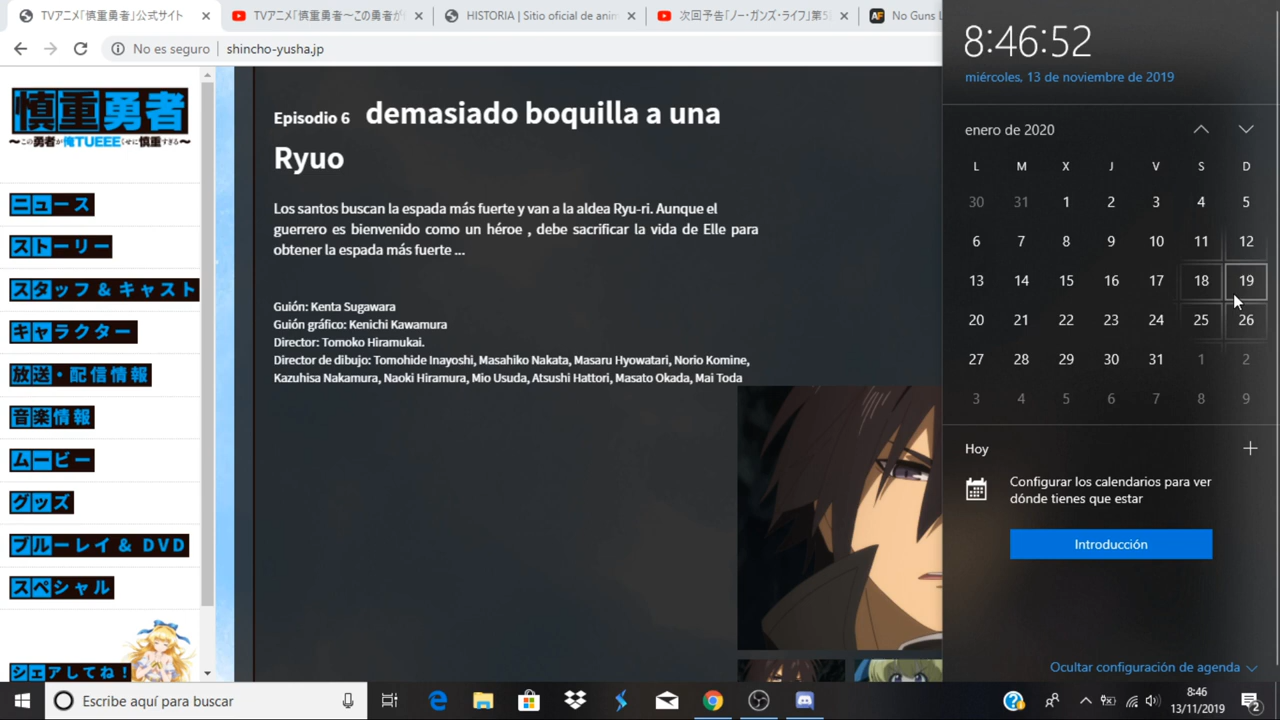 TVアニメ「慎重勇者」公式サイト
TVアニメ「慎重勇者～この勇者が
HISTORIA | Sitio oficial de anim
次回予告「ノー・ガンズ・ライフ」第5
No Guns L
No es seguro
shincho-yusha.jp
慎重勇者
～この勇者が俺TUEEEくせに慎重すぎる～
ニュース
ストーリー
スタッフ & キャスト
キャラクター
放送・配信情報
音楽情報
ムービー
グッズ
ブルーレイ & DVD
スペシャル
シェアしてね!
Episodio 6 demasiado boquilla a una
Ryuo
Los santos buscan la espada más fuerte y van a la aldea Ryu-ri. Aunque el
guerrero es bienvenido como un héroe , debe sacrificar la vida de Elle para
obtener la espada más fuerte ...
Guión: Kenta Sugawara
Guión gráfico: Kenichi Kawamura
Director: Tomoko Hiramukai.
Director de dibujo: Tomohide Inayoshi, Masahiko Nakata, Masaru Hyowatari, Norio Komine,
Kazuhisa Nakamura, Naoki Hiramura, Mio Usuda, Atsushi Hattori, Masato Okada, Mai Toda
8:46:52
miércoles, 13 de noviembre de 2019
enero de 2020
L M X J V S D
30 31 1 2 3 4 5
6 7 8 9 10 11 12
13 14 15 16 17 18 19
20 21 22 23 24 25 26
27 28 29 30 31 1 2
3 4 5 6 7 8 9
Hoy
Configurar los calendarios para ver
dónde tienes que estar
Introducción
Ocultar configuración de agenda
Escribe aquí para buscar
8:46
13/11/2019
2